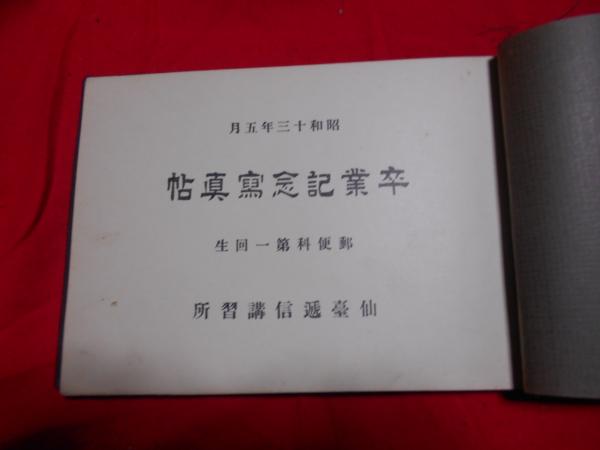 昭和十三年五月
卒業記念寫眞帖
郵便科第一回生
仙臺遞信講習所